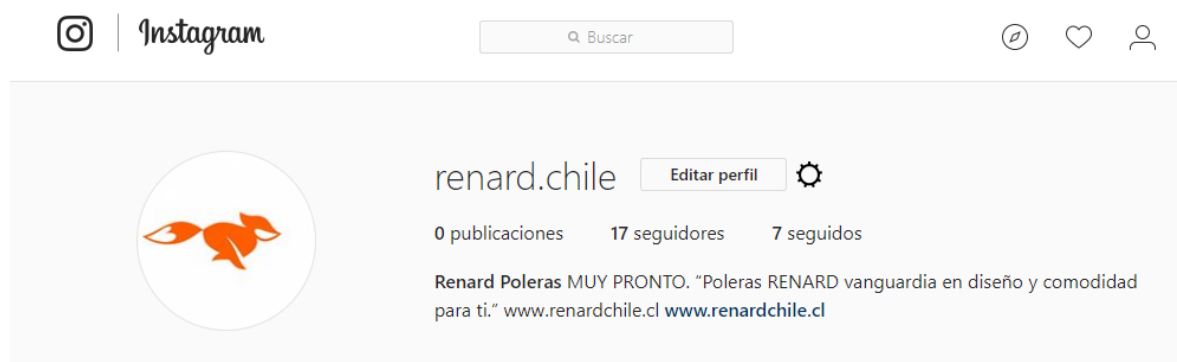 Instagram
Buscar
renard.chile Editar perfil
0 publicaciones 17 seguidores 7 seguidos
Renard Poleras MUY PRONTO. “Poleras RENARD vanguardia en diseño y comodidad
para ti.” www.renardchile.cl www.renardchile.cl